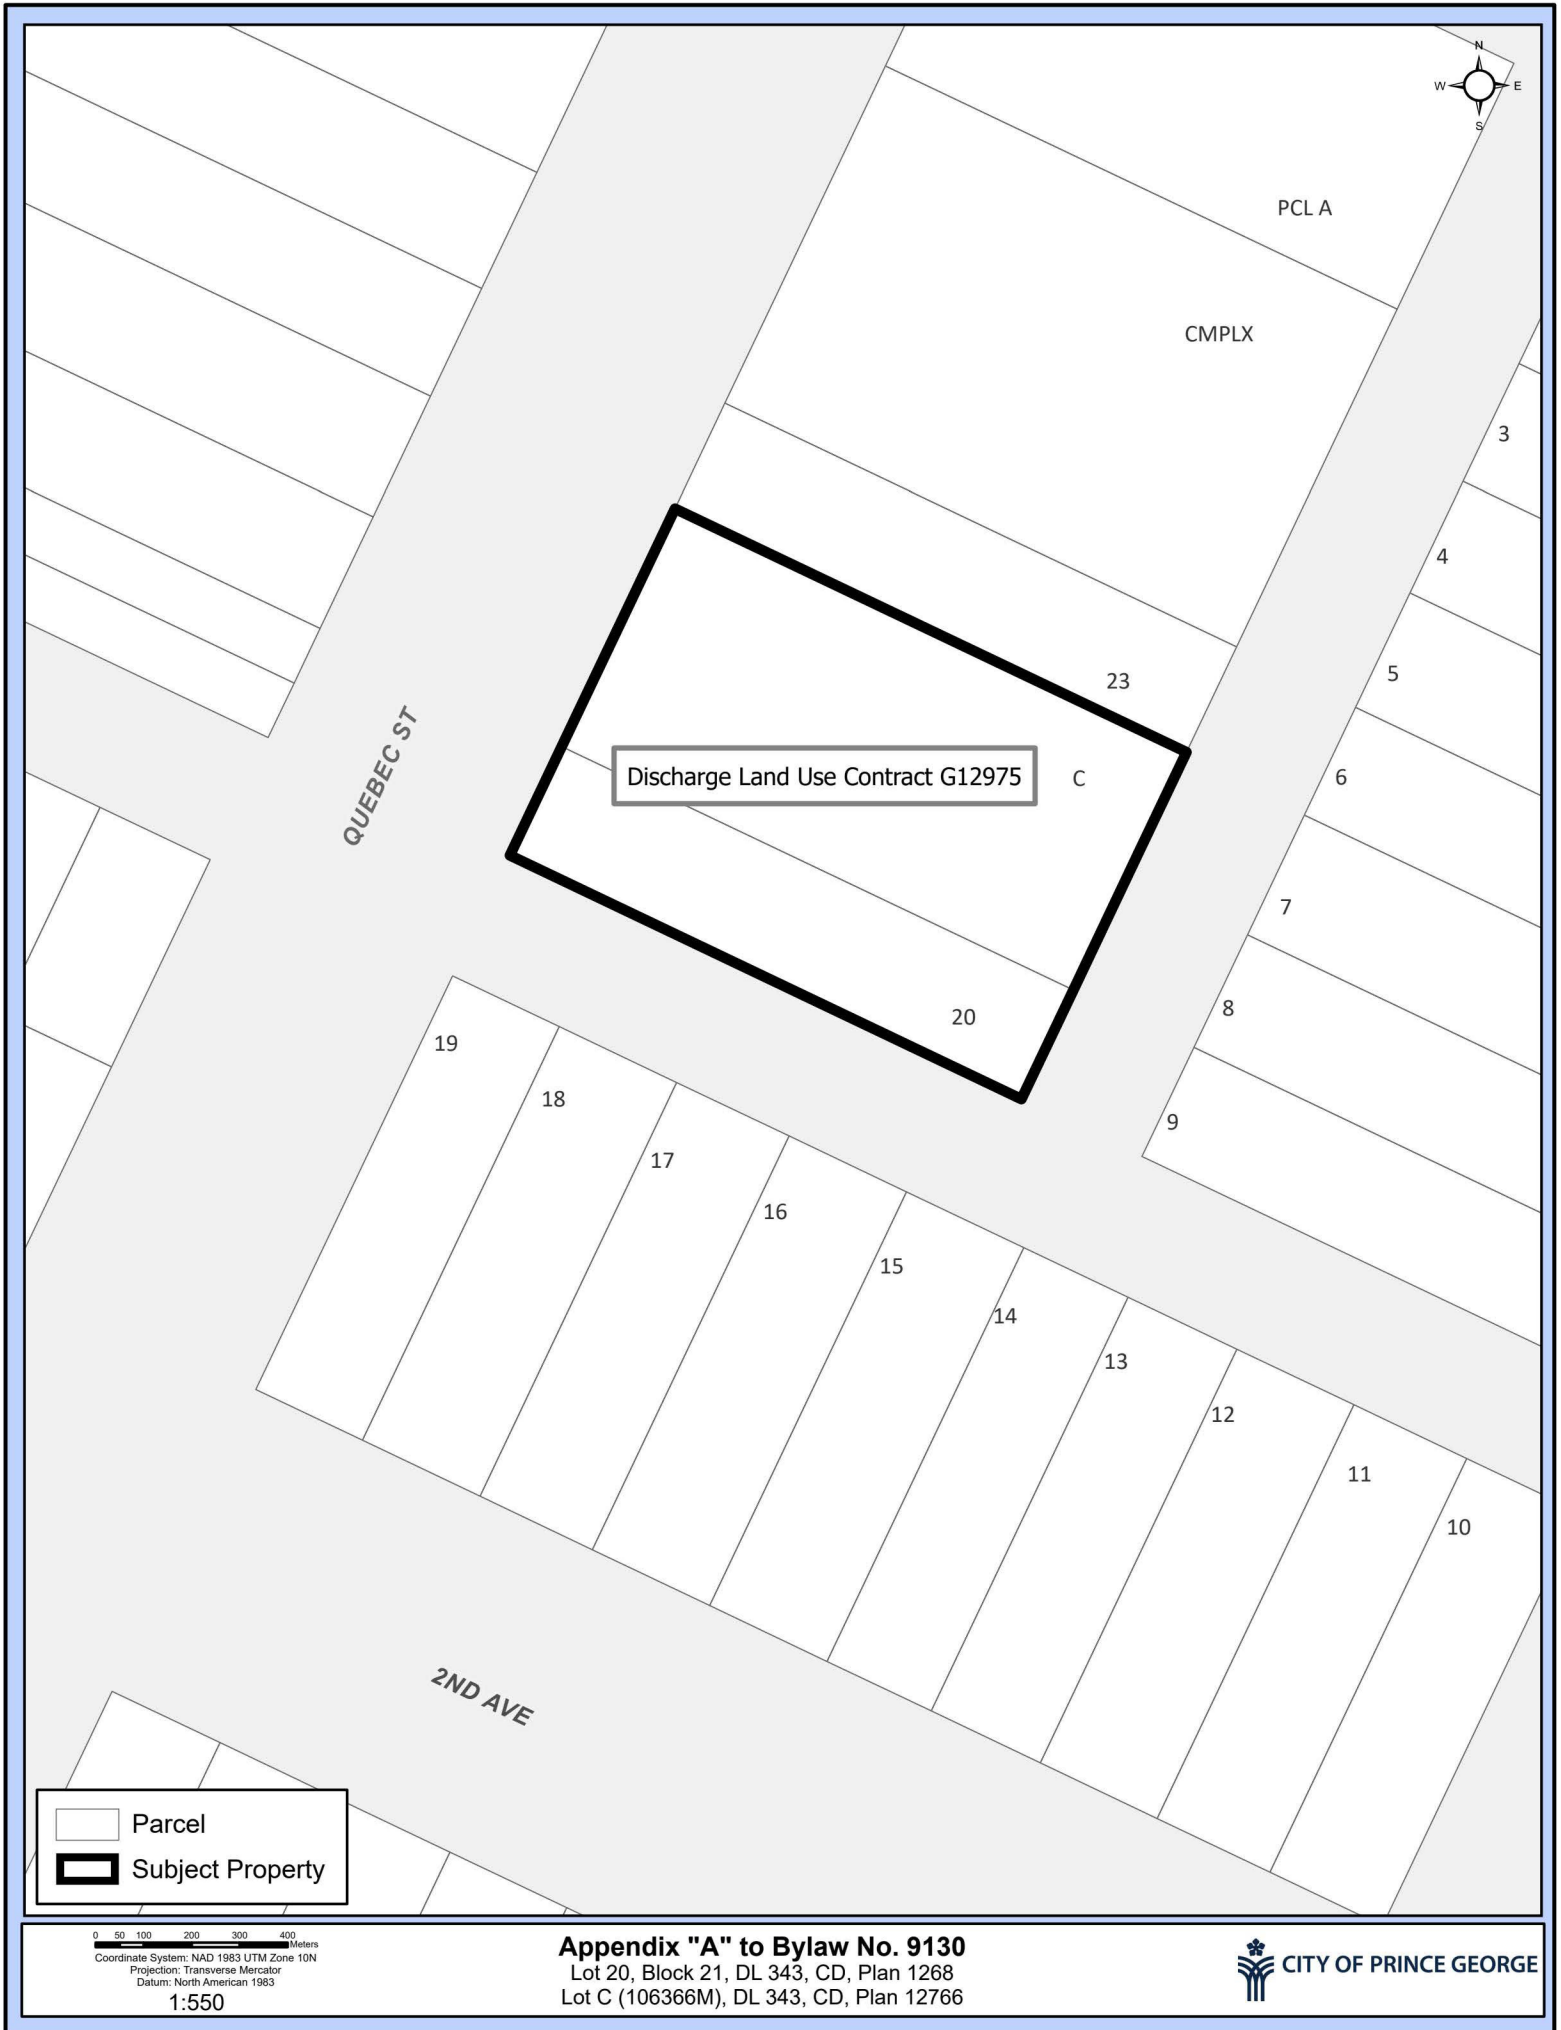 N
W E
S
PCL A
CMPLX
3
4
5
6
7
8
9
23
C
Discharge Land Use Contract G12975
20
QUEBEC ST
19
18
17
16
15
14
13
12
11
10
2ND AVE
Parcel
Subject Property
0 50 100 200 300 400
Meters
Coordinate System: NAD 1983 UTM Zone 10N
Projection: Transverse Mercator
Datum: North American 1983
1:550
Appendix "A" to Bylaw No. 9130
Lot 20, Block 21, DL 343, CD, Plan 1268
Lot C (106366M), DL 343, CD, Plan 12766
CITY OF PRINCE GEORGE